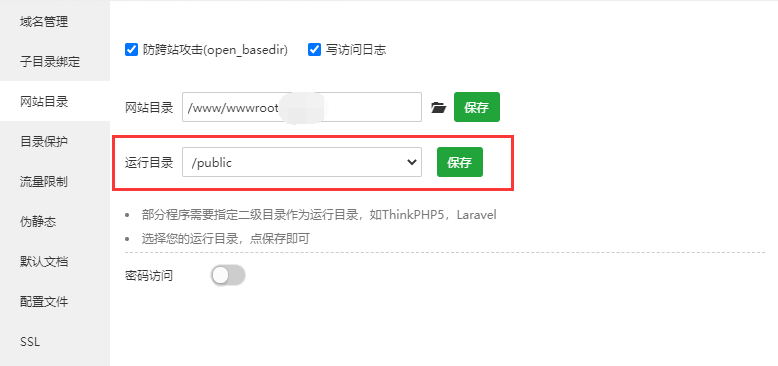 域名管理
子目录绑定
网站目录
目录保护
流量限制
伪静态
默认文档
配置文件
SSL
防跨站攻击(open_basedir) 写访问日志
网站目录 /www/wwwroot 保存
运行目录 /public 保存
部分程序需要指定二级目录作为运行目录，如ThinkPHP5，Laravel
选择您的运行目录，点保存即可
密码访问